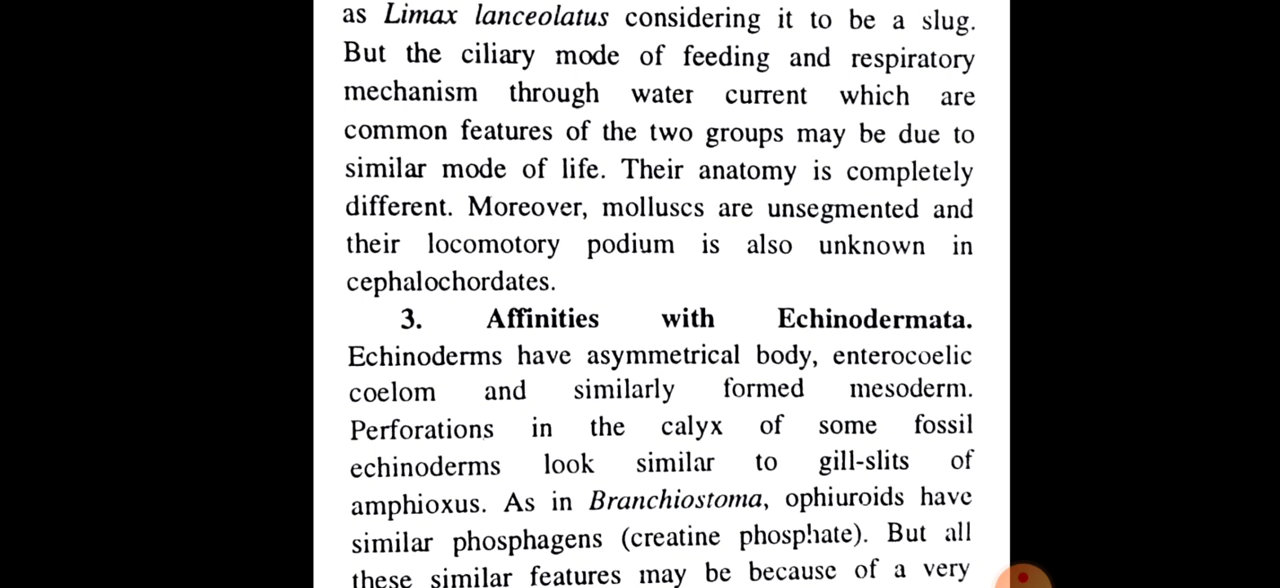 as Limax lanceolatus considering it to be a slug.
But the ciliary mode of feeding and respiratory
mechanism through water current which are
common features of the two groups may be due to
similar mode of life. Their anatomy is completely
different. Moreover, molluscs are unsegmented and
their locomotory podium is also unknown in
cephalochordates.
3. Affinities with Echinodermata.
Echinoderms have asymmetrical body, enterocoelic
coelom and similarly formed mesoderm.
Perforations in the calyx of some fossil
echinoderms look similar to gill-slits of
amphioxus. As in Branchiostoma, ophiuroids have
similar phosphagens (creatine phosphate). But all
these similar features may be because of a very